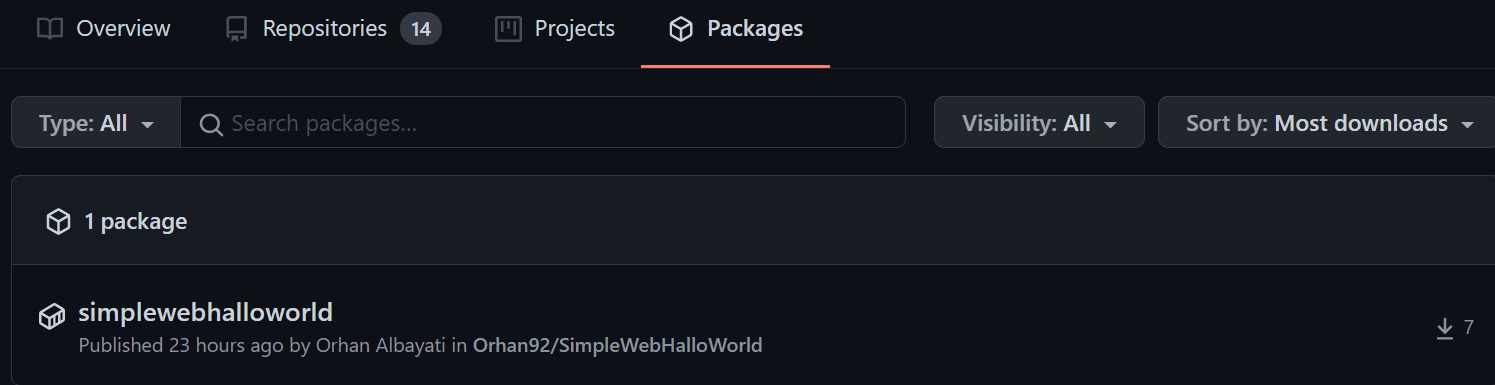 Overview Repositories 14 Projects Packages
Type: All Search packages... Visibility: All Sort by: Most downloads
1 package
simplewebhalloworld
Published 23 hours ago by Orhan Albayati in Orhan92/SimpleWebHalloWorld 7